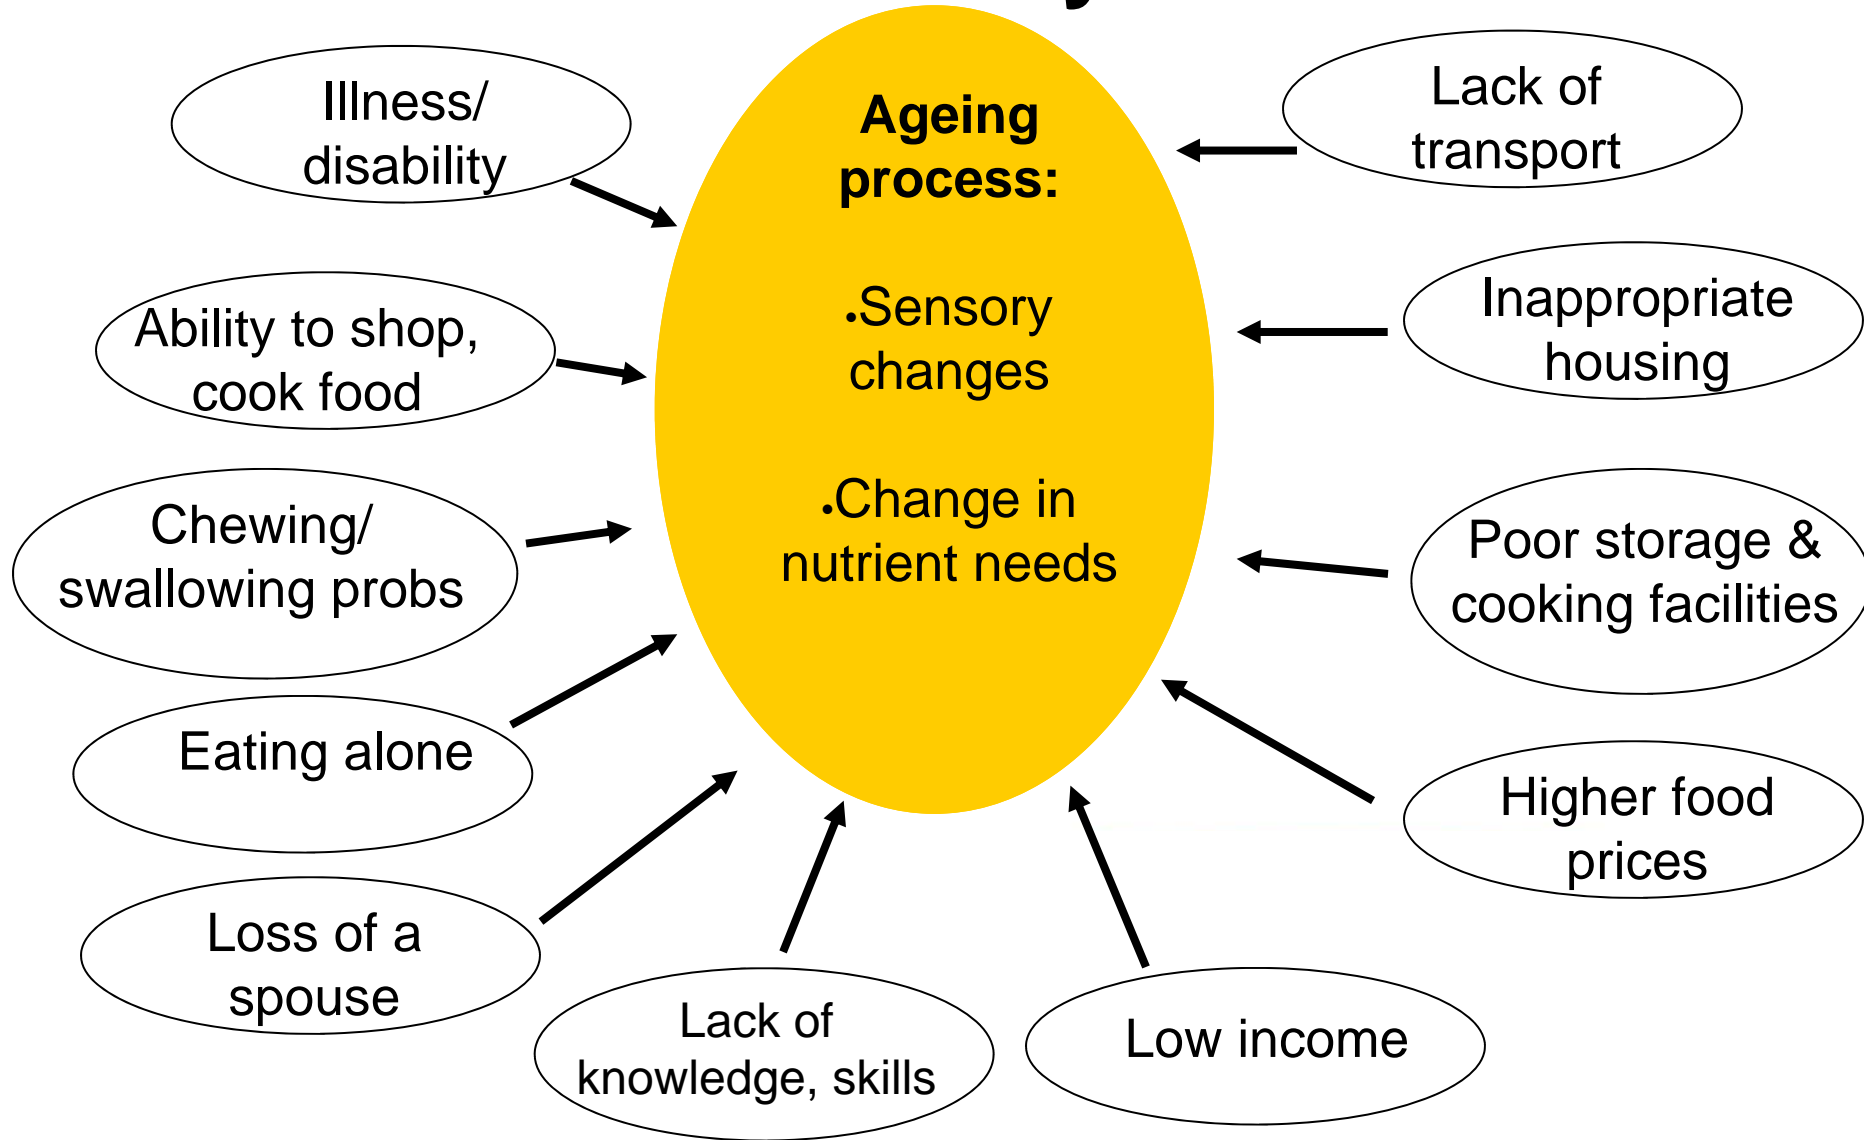 Ageing
process:
•Sensory
changes
•Change in
nutrient needs
Illness/
disability
Ability to shop,
cook food
Chewing/
swallowing probs
Eating alone
Loss of a
spouse
Lack of
knowledge, skills
Low income
Higher food
prices
Poor storage &
cooking facilities
Inappropriate
housing
Lack of
transport